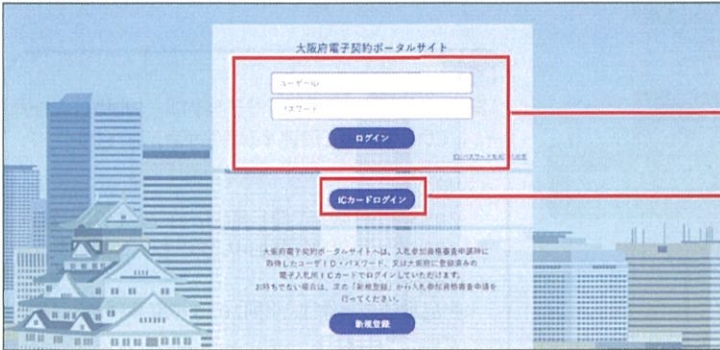 大阪府電子契約ポータルサイト
ユーザーID
パスワード
ログイン
ICカードログイン
大阪府電子契約ポータルサイトへは、入札参加資格審査申請時に
取得したユーザID・パスワード、又は大阪府に登録済みの
電子入札用ICカードでログインしていただけます。
お持ちでない場合は、次の「新規登録」から入札参加資格審査申請を
行ってください。
新規登録